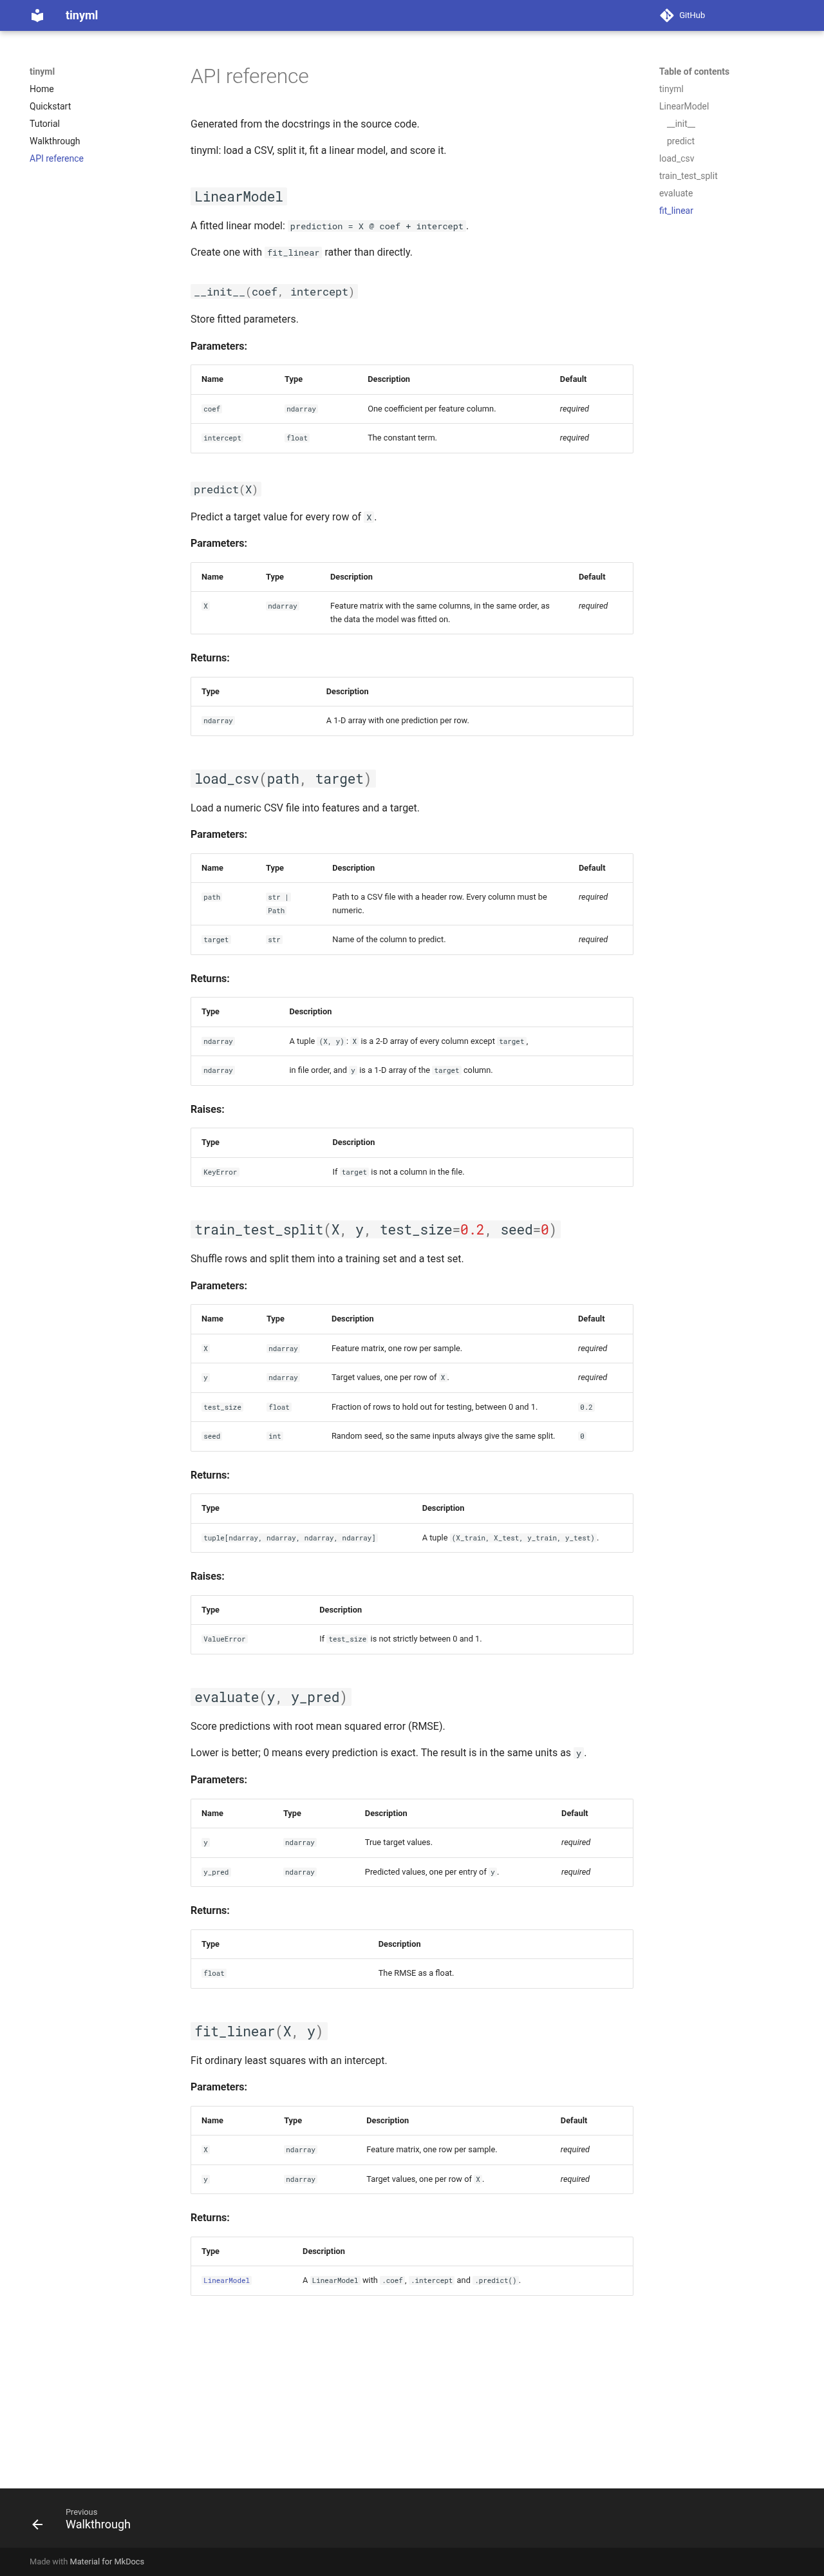 tinyml
GitHub
tinyml
Home
Quickstart
Tutorial
Walkthrough
API reference
API reference
Generated from the docstrings in the source code.
tinyml: load a CSV, split it, fit a linear model, and score it.
LinearModel
A fitted linear model: prediction = X @ coef + intercept.
Create one with fit_linear rather than directly.
__init__(coef, intercept)
Store fitted parameters.
Parameters:
Name Type Description Default
coef ndarray One coefficient per feature column. required
intercept float The constant term. required
predict(X)
Predict a target value for every row of X.
Parameters:
Name Type Description Default
X ndarray Feature matrix with the same columns, in the same order, as required
the data the model was fitted on.
Returns:
Type Description
ndarray A 1-D array with one prediction per row.
load_csv(path, target)
Load a numeric CSV file into features and a target.
Parameters:
Name Type Description Default
path str | Path to a CSV file with a header row. Every column must be required
Path numeric.
target str Name of the column to predict. required
Returns:
Type Description
ndarray A tuple (X, y): X is a 2-D array of every column except target,
ndarray in file order, and y is a 1-D array of the target column.
Raises:
Type Description
KeyError If target is not a column in the file.
train_test_split(X, y, test_size=0.2, seed=0)
Shuffle rows and split them into a training set and a test set.
Parameters:
Name Type Description Default
X ndarray Feature matrix, one row per sample. required
y ndarray Target values, one per row of X. required
test_size float Fraction of rows to hold out for testing, between 0 and 1. 0.2
seed int Random seed, so the same inputs always give the same split. 0
Returns:
Type Description
tuple[ndarray, ndarray, ndarray, ndarray] A tuple (X_train, X_test, y_train, y_test).
Raises:
Type Description
ValueError If test_size is not strictly between 0 and 1.
evaluate(y, y_pred)
Score predictions with root mean squared error (RMSE).
Lower is better; 0 means every prediction is exact. The result is in the same units as y.
Parameters:
Name Type Description Default
y ndarray True target values. required
y_pred ndarray Predicted values, one per entry of y. required
Returns:
Type Description
float The RMSE as a float.
fit_linear(X, y)
Fit ordinary least squares with an intercept.
Parameters:
Name Type Description Default
X ndarray Feature matrix, one row per sample. required
y ndarray Target values, one per row of X. required
Returns:
Type Description
LinearModel A LinearModel with .coef, .intercept and .predict().
Table of contents
tinyml
LinearModel
__init__
predict
load_csv
train_test_split
evaluate
fit_linear
Previous
Walkthrough
Made with Material for MkDocs